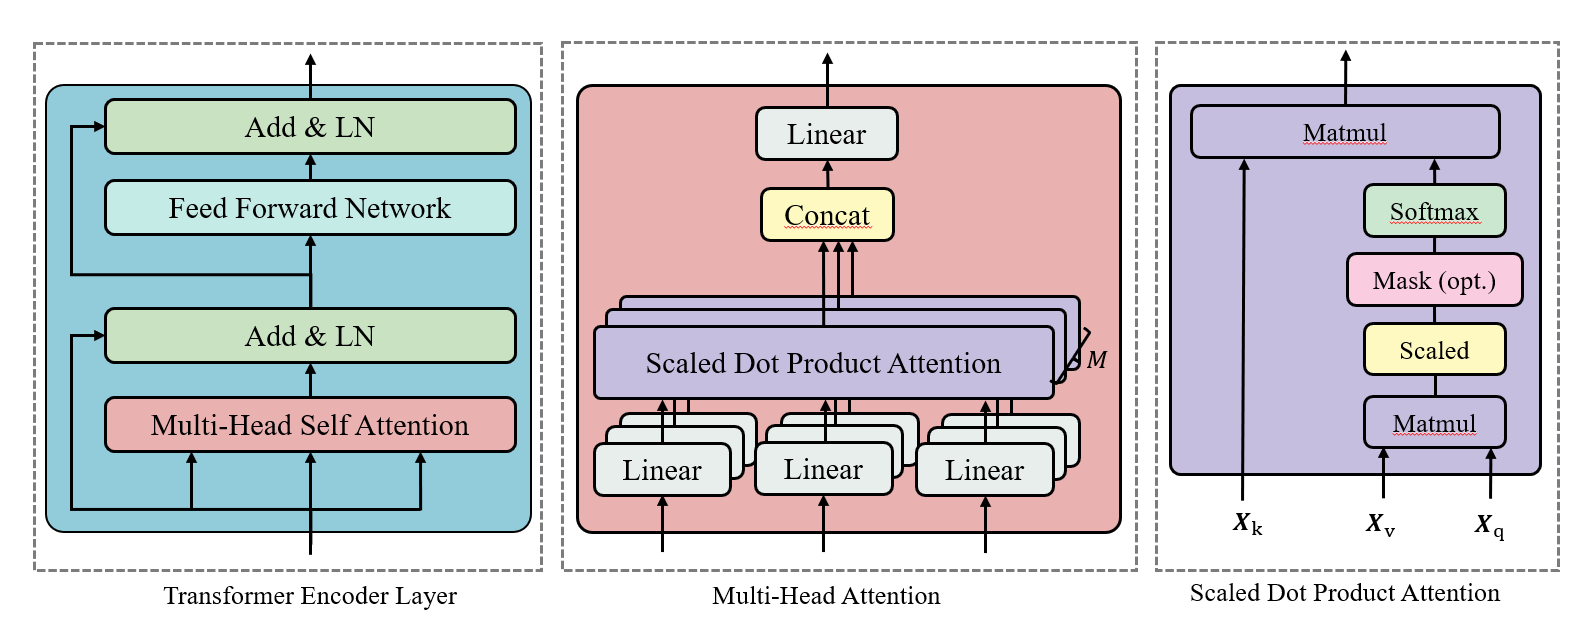 Add & LN
Feed Forward Network
Add & LN
Multi-Head Self Attention
Transformer Encoder Layer
Linear
Concat
Scaled Dot Product Attention
M
Linear
Linear
Linear
Multi-Head Attention
Matmul
Softmax
Mask (opt.)
Scaled
Matmul
Xk
Xv
Xq
Scaled Dot Product Attention